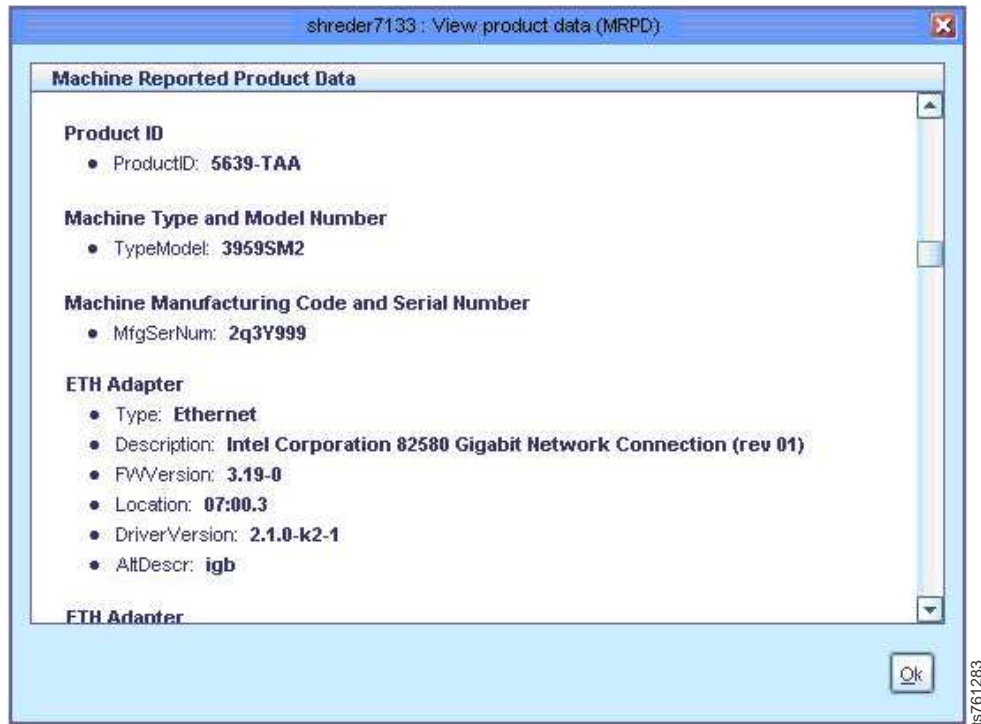 shreder7133 : View product data (MRPD)
Machine Reported Product Data
Product ID
• ProductID: 5639-TAA
Machine Type and Model Number
• TypeModel: 3959SM2
Machine Manufacturing Code and Serial Number
• MfgSerNum: 2q3Y999
ETH Adapter
• Type: Ethernet
• Description: Intel Corporation 82580 Gigabit Network Connection (rev 01)
• FWVersion: 3.19-0
• Location: 07:00.3
• DriverVersion: 2.1.0-k2-1
• AltDescr: igb
ETH Adapter
Ok
ts761283